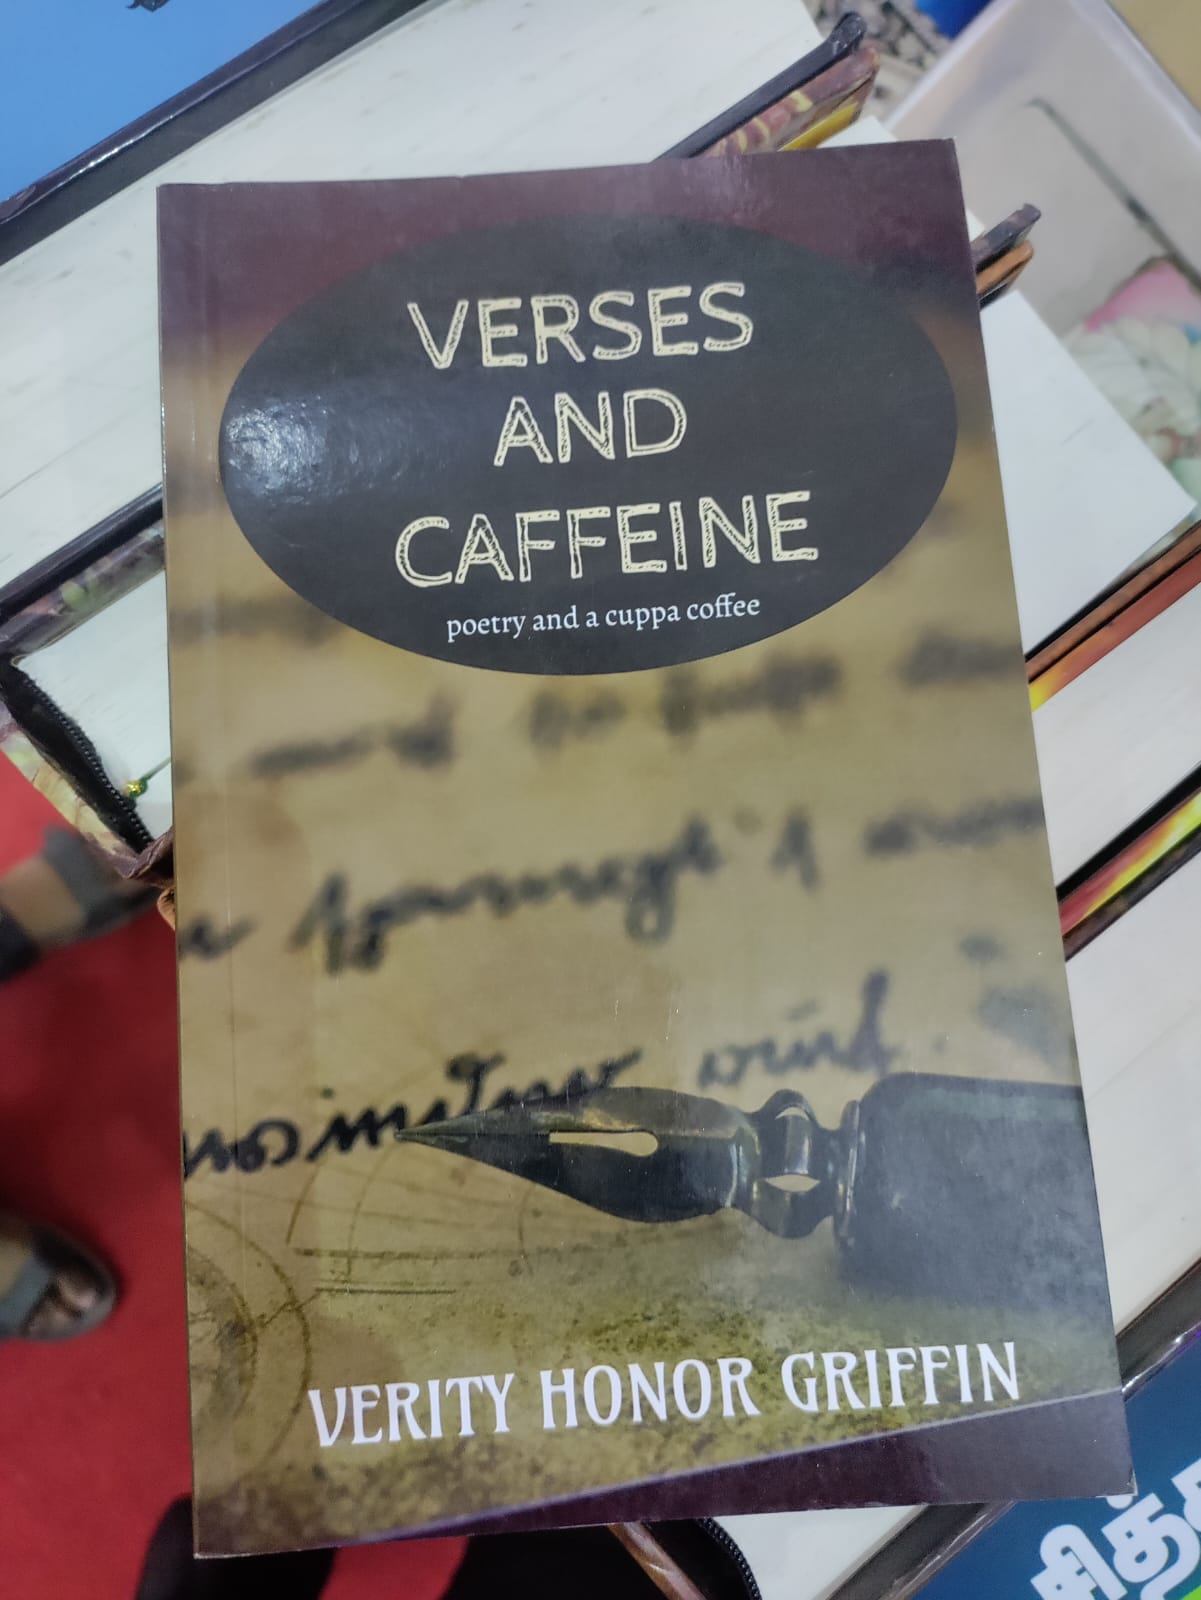 VERSES
AND
CAFFEINE
poetry and a cuppa coffee
VERITY HONOR GRIFFIN